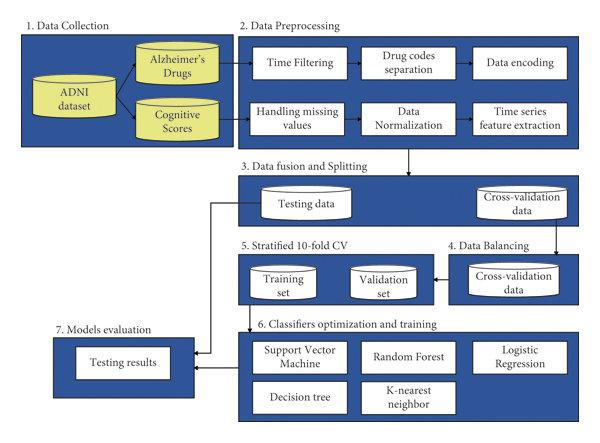 1. Data Collection
ADNI
dataset
Alzheimer's
Drugs
Cognitive
Scores
2. Data Preprocessing
Time Filtering
Drug codes
separation
Data encoding
Handling missing
values
Data
Normalization
Time series
feature extraction
3. Data fusion and Splitting
Testing data
Cross-validation
data
4. Data Balancing
Cross-validation
data
5. Stratified 10-fold CV
Training
set
Validation
set
6. Classifiers optimization and training
Support Vector
Machine
Random Forest
Logistic
Regression
Decision tree
K-nearest
neighbor
7. Models evaluation
Testing results